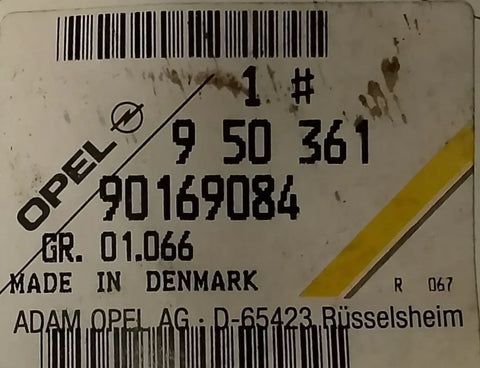 1 #
OPEL
9 50 361
90169084
GR. 01.066
MADE IN DENMARK
R 067
ADAM OPEL AG · D-65423 Rüsselsheim